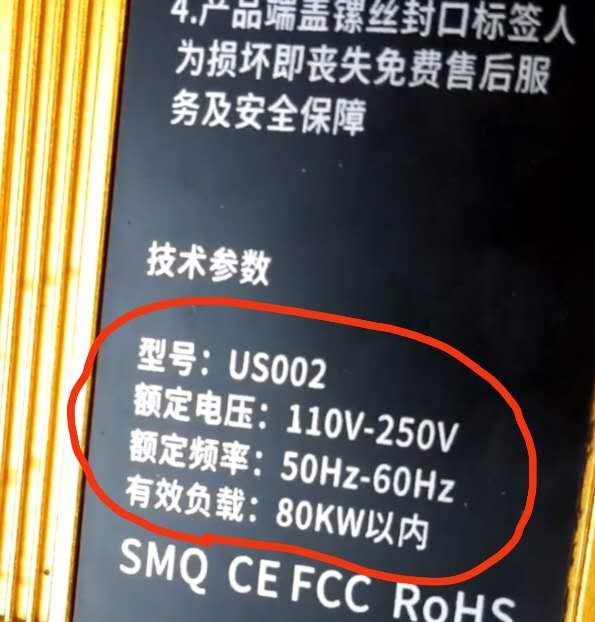 4.产品端盖镙丝封口标签人
为损坏即丧失免费售后服
务及安全保障
技术参数
型号：US002
额定电压：110V-250V
额定频率：50Hz-60Hz
有效负载：80KW以内
SMQ CE FCC RoHS